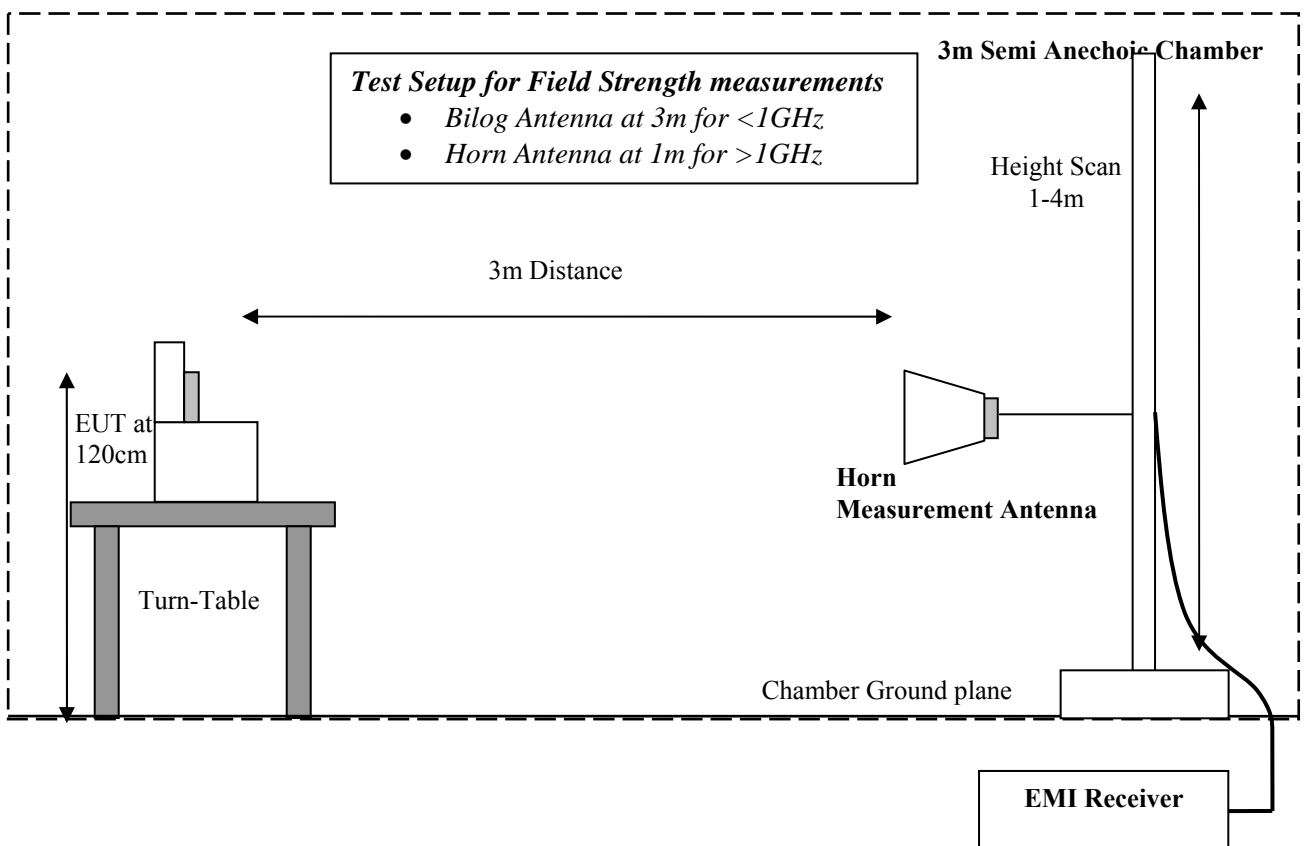 3m Semi Anechoic Chamber
Test Setup for Field Strength measurements
• Bilog Antenna at 3m for <1GHz
• Horn Antenna at 1m for >1GHz
Height Scan
1-4m
3m Distance
EUT at
120cm
Horn
Measurement Antenna
Turn-Table
Chamber Ground plane
EMI Receiver